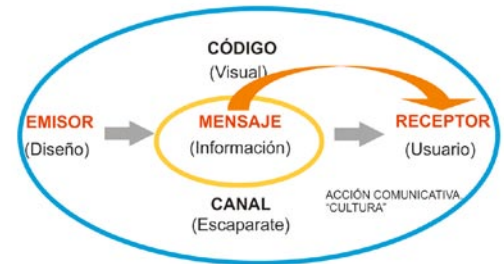 CÓDIGO
(Visual)
EMISOR
(Diseño)
MENSAJE
(Información)
RECEPTOR
(Usuario)
CANAL
(Escaparate)
ACCIÓN COMUNICATIVA
"CULTURA"